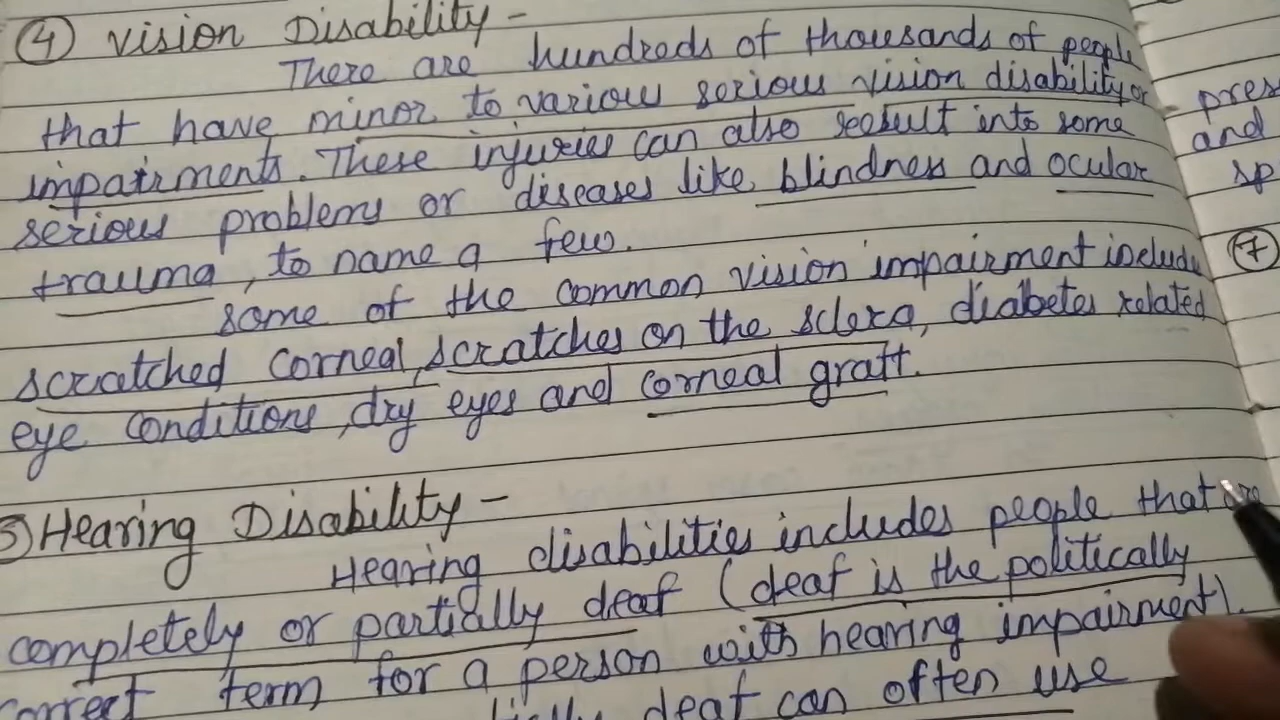 ④ Vision Disability -
There are hundreds of thousands of people
that have minor to various serious vision disability or
impairments. These injuries can also result into some
serious problems or diseases like blindness and ocular
trauma, to name a few.
some of the common vision impairment include
scratched corneal, scratches on the sclera, diabetes related
eye conditions, dry eyes and corneal graft.
5) Hearing Disability -
Hearing disabilities includes people that are
completely or partially deaf (deaf is the politically
correct term for a person with hearing impairment).
deaf can often use
pres
and
sp
⑦